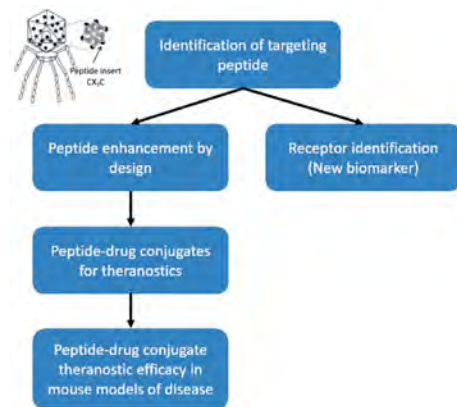 Peptide insert
CX₇C
Identification of targeting
peptide
Peptide enhancement by
design
Receptor identification
(New biomarker)
Peptide-drug conjugates
for theranostics
Peptide-drug conjugate
theranostic efficacy in
mouse models of disease